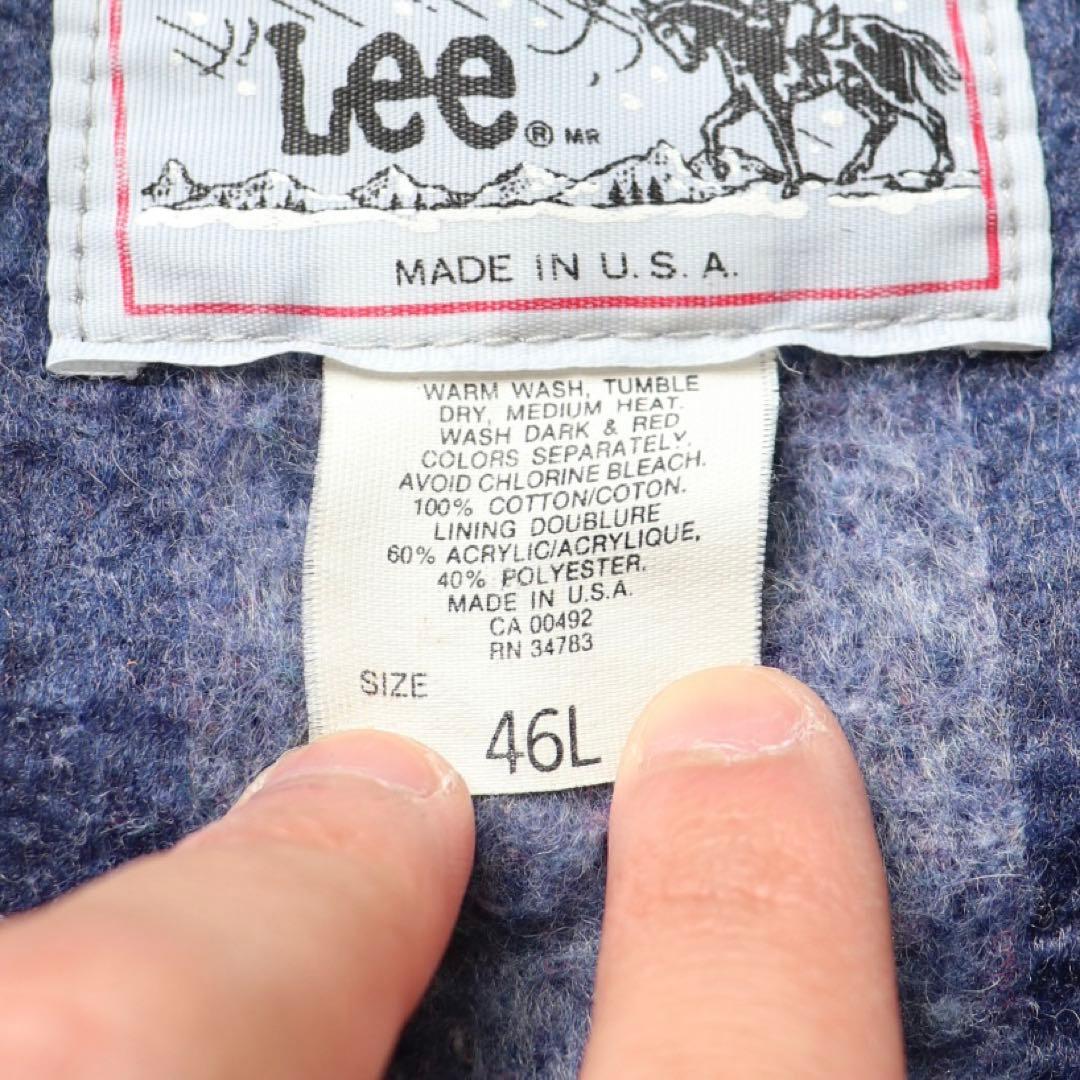 Lee® MR
MADE IN U.S.A.
WARM WASH, TUMBLE
DRY, MEDIUM HEAT.
WASH DARK & RED
COLORS SEPARATELY.
AVOID CHLORINE BLEACH.
100% COTTON/COTON.
LINING DOUBLURE
60% ACRYLIC/ACRYLIQUE,
40% POLYESTER.
MADE IN U.S.A.
CA 00492
RN 34783
SIZE
46L